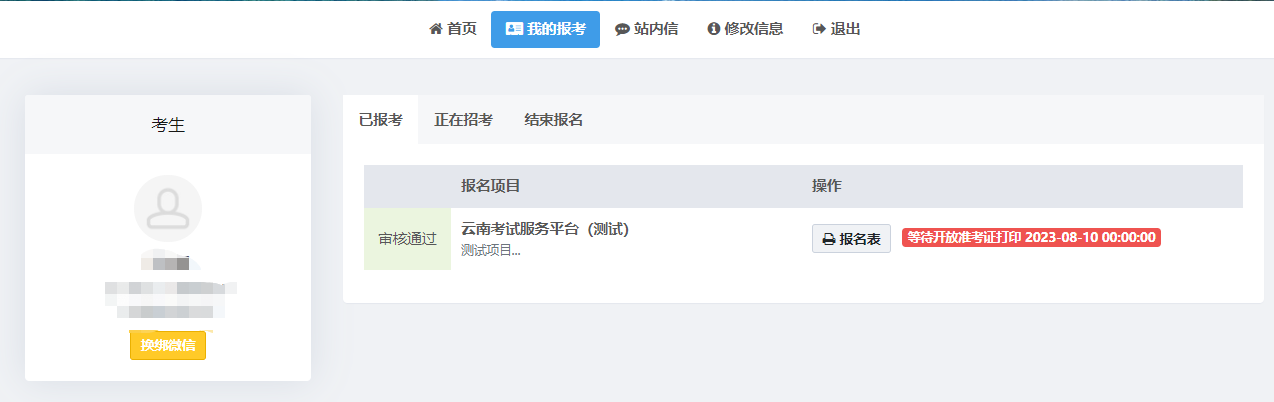 首页 我的报考 站内信 修改信息 退出
考生
换绑微信
已报考 正在招考 结束报名
报名项目 操作
审核通过
云南考试服务平台（测试）
测试项目...
报名表 等待开放准考证打印 2023-08-10 00:00:00